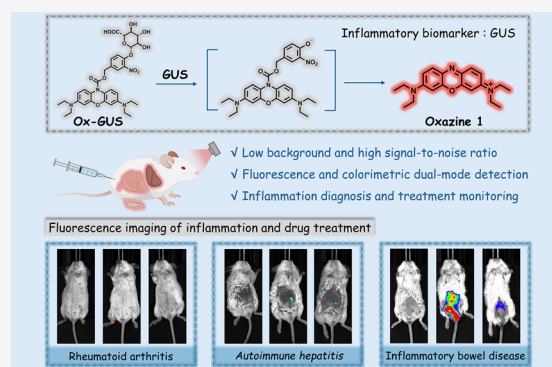 Inflammatory biomarker : GUS
HOOC
OH
OH
OH
NO₂
GUS
NO₂
Ox-GUS
Oxazine 1
√ Low background and high signal-to-noise ratio
√ Fluorescence and colorimetric dual-mode detection
√ Inflammation diagnosis and treatment monitoring
Fluorescence imaging of inflammation and drug treatment
Rheumatoid arthritis
Autoimmune hepatitis
Inflammatory bowel disease